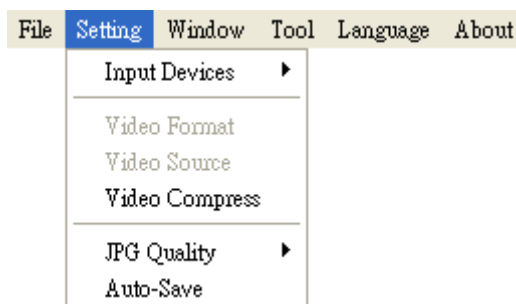 File Setting Window Tool Language About
Input Devices
Video Format
Video Source
Video Compress
JPG Quality
Auto-Save